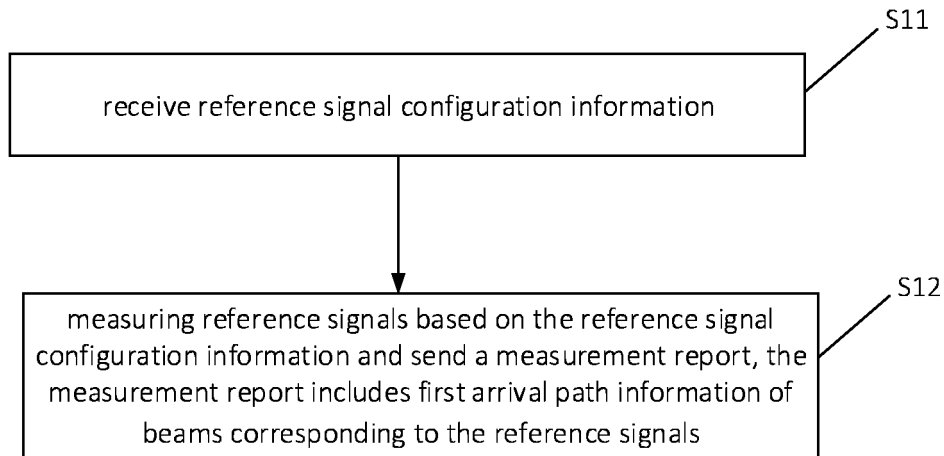 S11
receive reference signal configuration information
S12
measuring reference signals based on the reference signal
configuration information and send a measurement report, the
measurement report includes first arrival path information of
beams corresponding to the reference signals